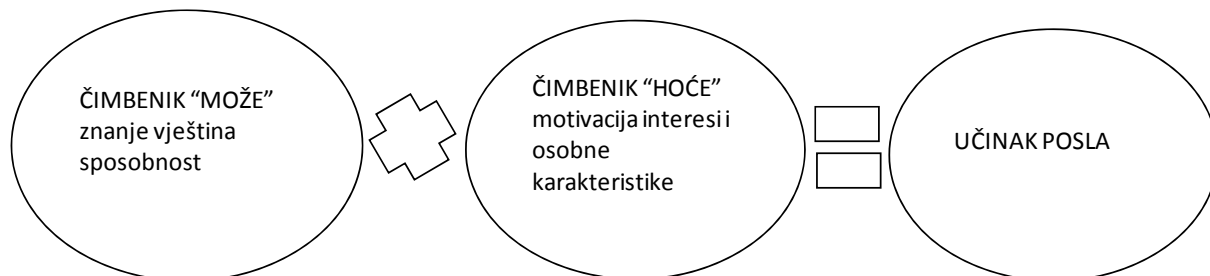 ČIMBENIK “MOŽE”
znanje vještina
sposobnost
ČIMBENIK “HOĆE”
motivacija interesi i
osobne
karakteristike
UČINAK POSLA